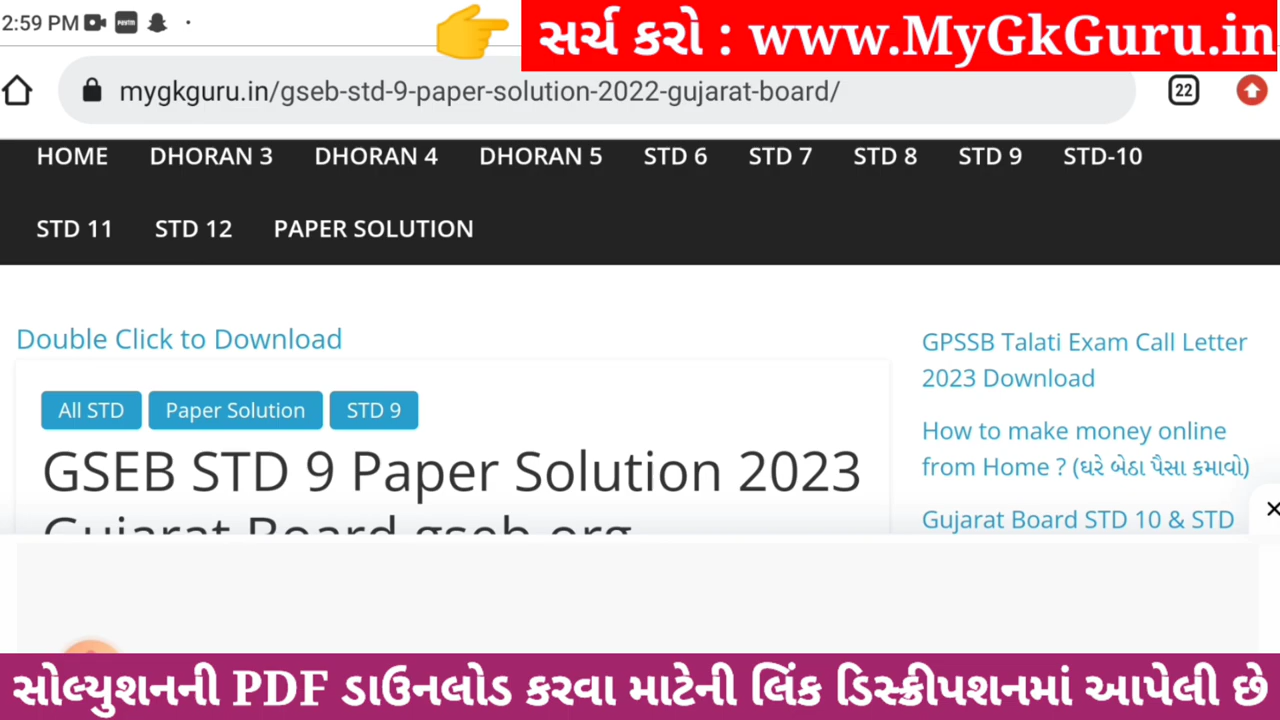 2:59 PM
સર્ચ કરો : www.MyGkGuru.in
mygkguru.in/gseb-std-9-paper-solution-2022-gujarat-board/
22
HOME DHORAN 3 DHORAN 4 DHORAN 5 STD 6 STD 7 STD 8 STD 9 STD-10
STD 11 STD 12 PAPER SOLUTION
Double Click to Download
All STD Paper Solution STD 9
GSEB STD 9 Paper Solution 2023
Gujarat Board gseb.org
GPSSB Talati Exam Call Letter
2023 Download
How to make money online
from Home ? (ઘરે બેઠા પૈસા કમાવો)
Gujarat Board STD 10 & STD
સોલ્યુશનની PDF ડાઉનલોડ કરવા માટેની લિંક ડિસ્ક્રીપશનમાં આપેલી છે